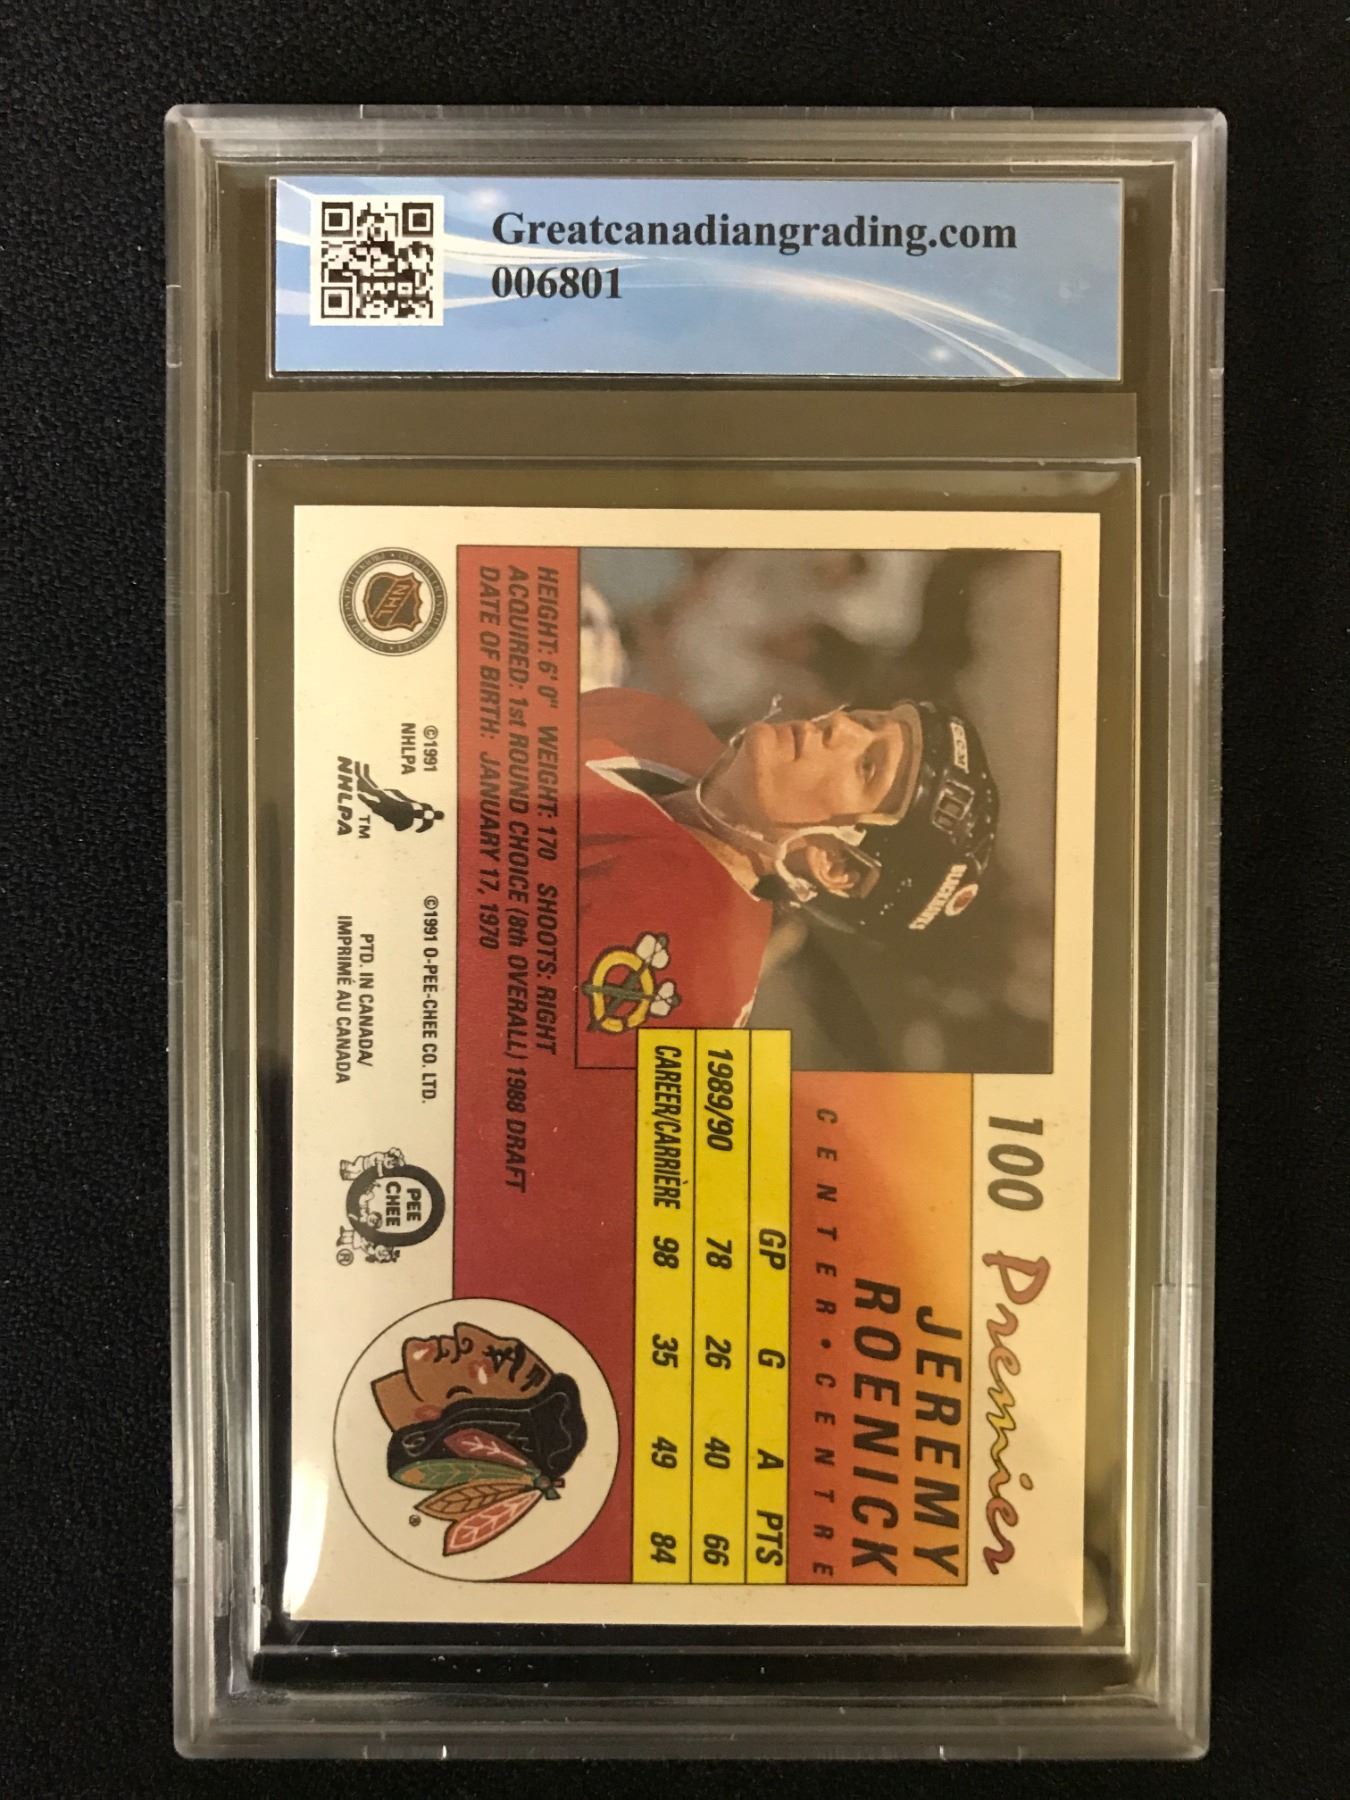 Greatcanadiangrading.com
006801
100 Premier
JEREMY
ROENICK
CENTER • CENTRE
GP G A PTS
1989/90 78 26 40 66
CAREER/CARRIÈRE 98 35 49 84
HEIGHT: 6' 0" WEIGHT: 170 SHOOTS: RIGHT
ACQUIRED: 1st ROUND CHOICE (8th OVERALL) 1988 DRAFT
DATE OF BIRTH: JANUARY 17, 1970
CCM
BLACKHAWKS
NHL
©1991
NHLPA
TM
NHLPA
©1991 O-PEE-CHEE CO. LTD.
PTD. IN CANADA/
IMPRIMÉ AU CANADA
O
PEE
CHEE
®
®